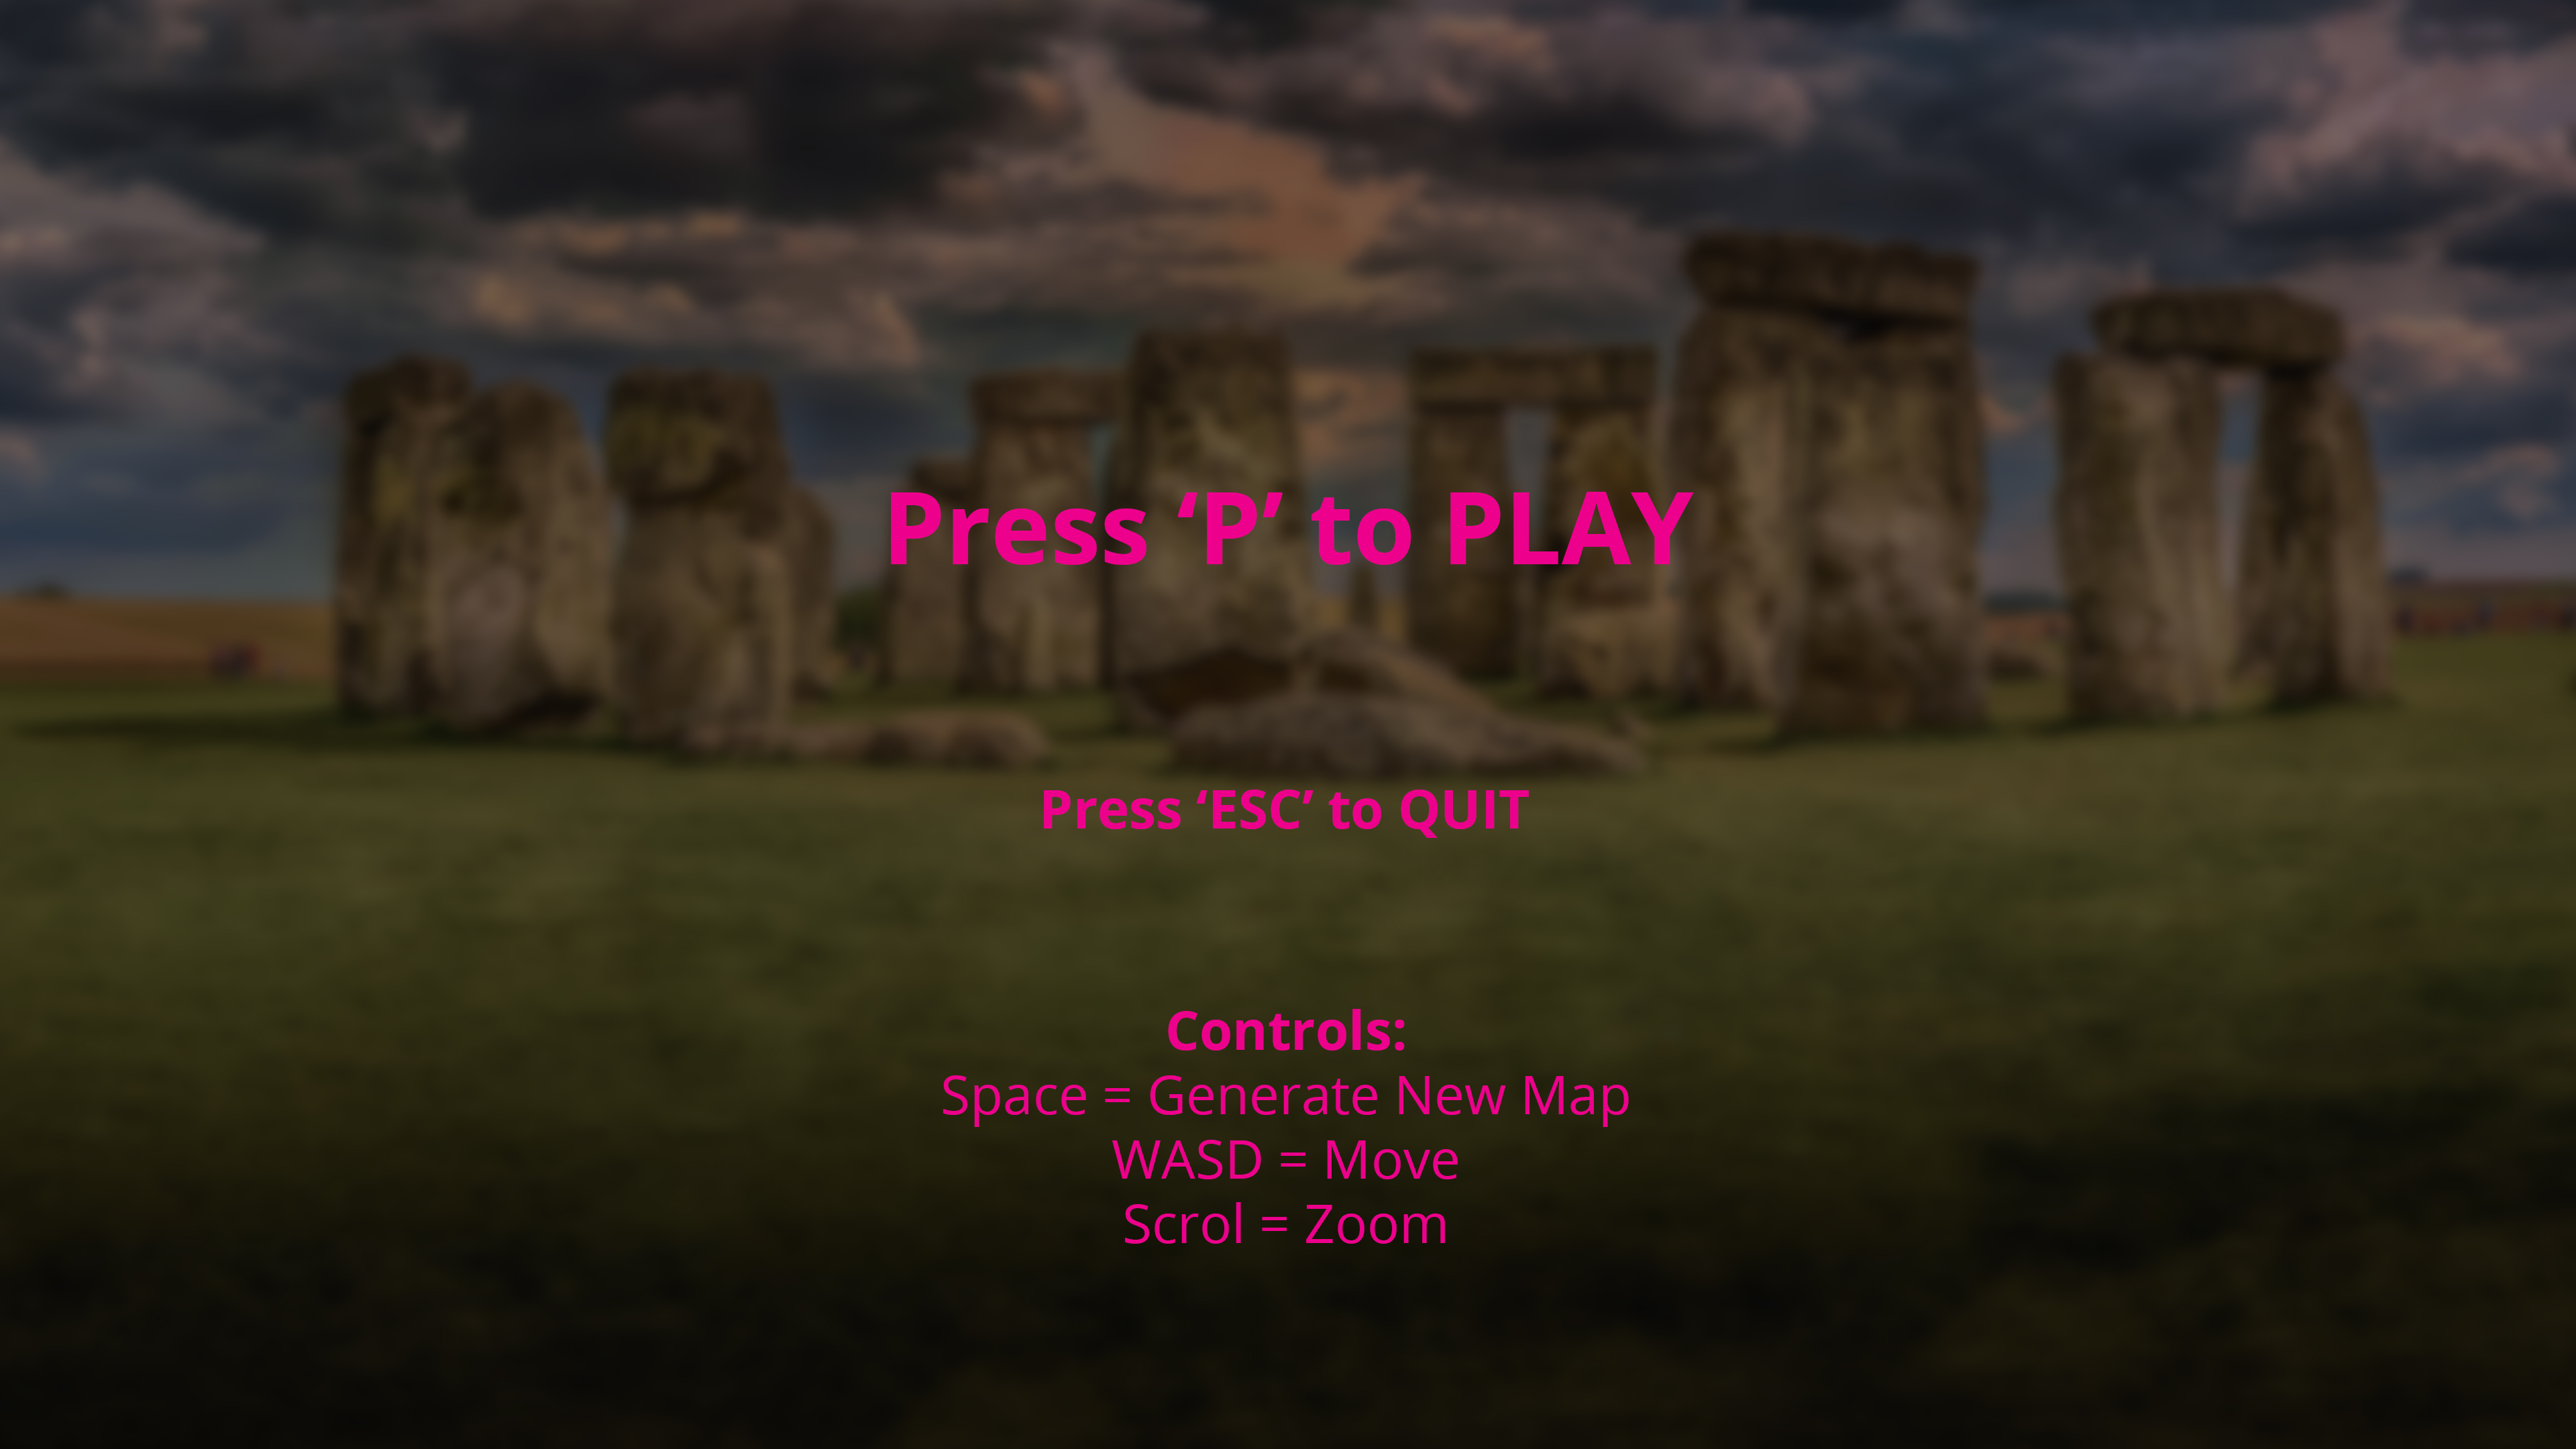 Press ‘P’ to PLAY
Press ‘ESC’ to QUIT
Controls:
Space = Generate New Map
WASD = Move
Scrol = Zoom